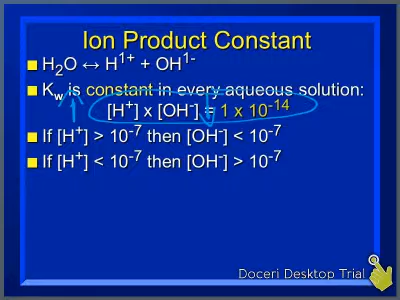 Ion Product Constant
H₂O ↔ H¹⁺ + OH¹⁻
K_w is constant in every aqueous solution:
[H⁺] x [OH⁻] = 1 x 10⁻¹⁴
If [H⁺] > 10⁻⁷ then [OH⁻] < 10⁻⁷
If [H⁺] < 10⁻⁷ then [OH⁻] > 10⁻⁷
Doceri Desktop Trial